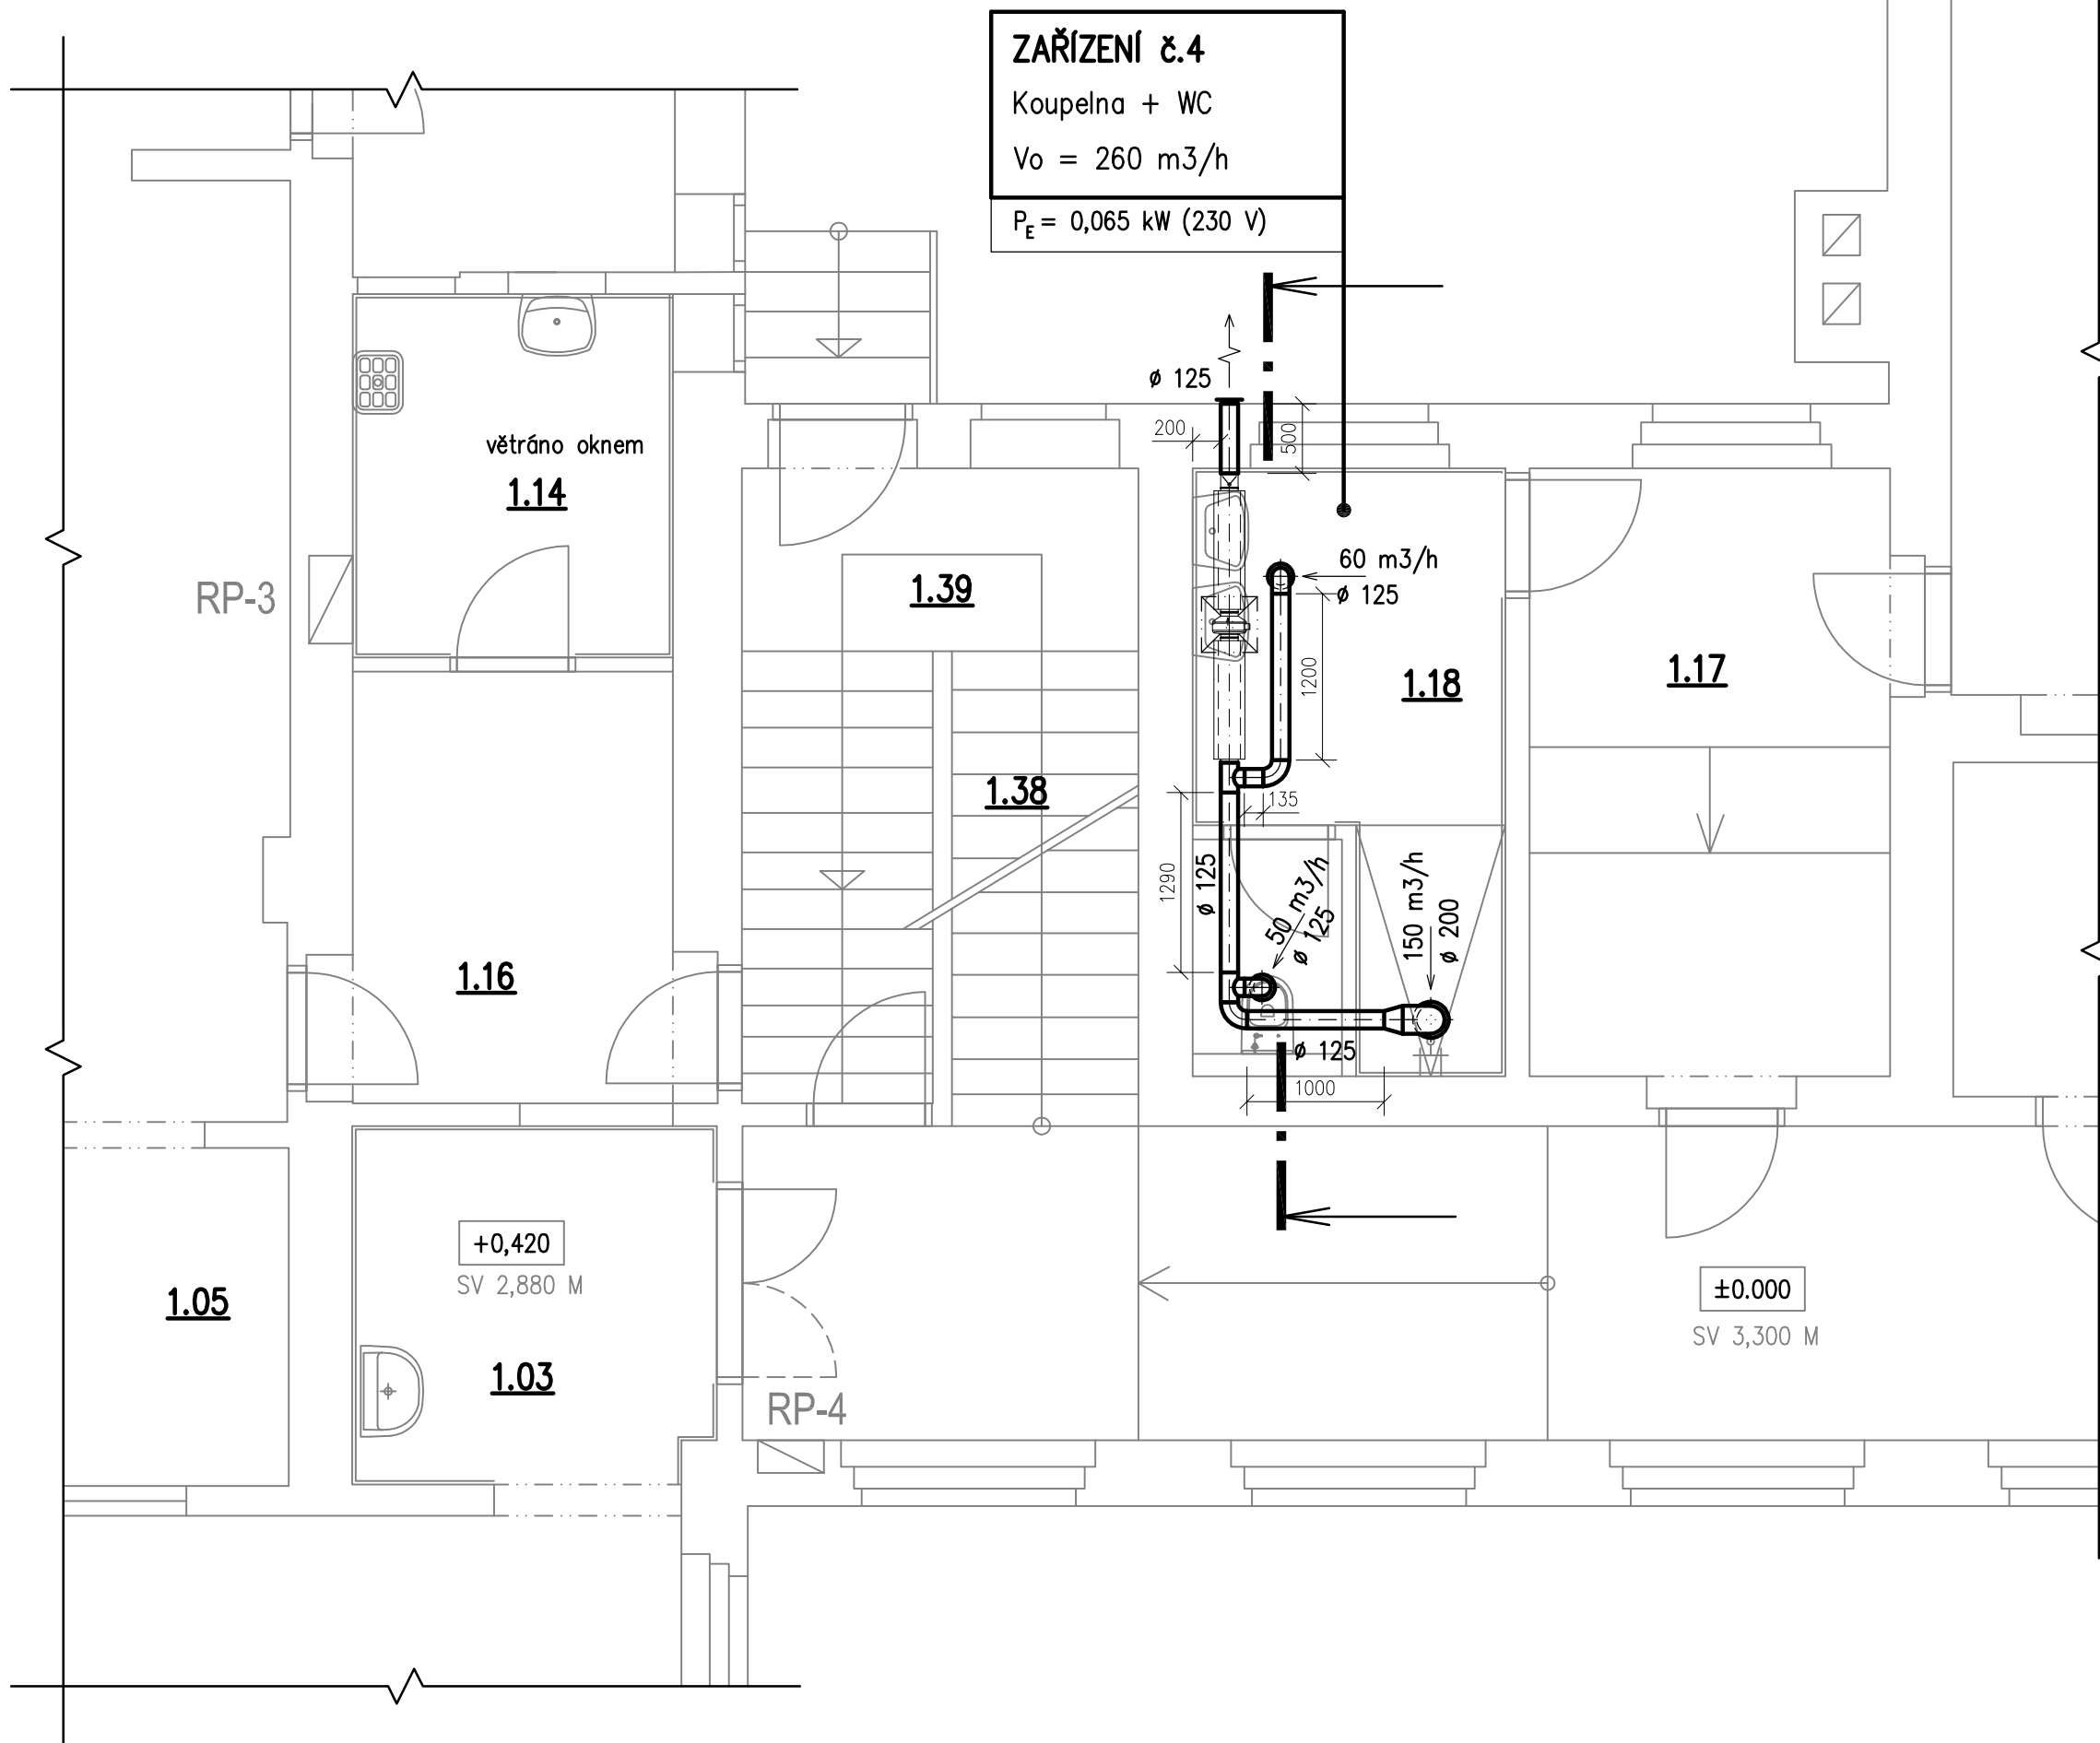 ZAŘÍZENÍ č.4
Koupelna + WC
Vo = 260 m3/h
PE = 0,065 kW (230 V)
ø 125
200
500
větráno oknem
1.14
RP-3
1.39
60 m3/h
ø 125
1200
1.18
1.17
1.38
135
1290
ø 125
50 m3/h
ø 125
150 m3/h
ø 200
1.16
ø 125
1000
+0,420
SV 2,880 M
1.05
1.03
±0.000
SV 3,300 M
RP-4